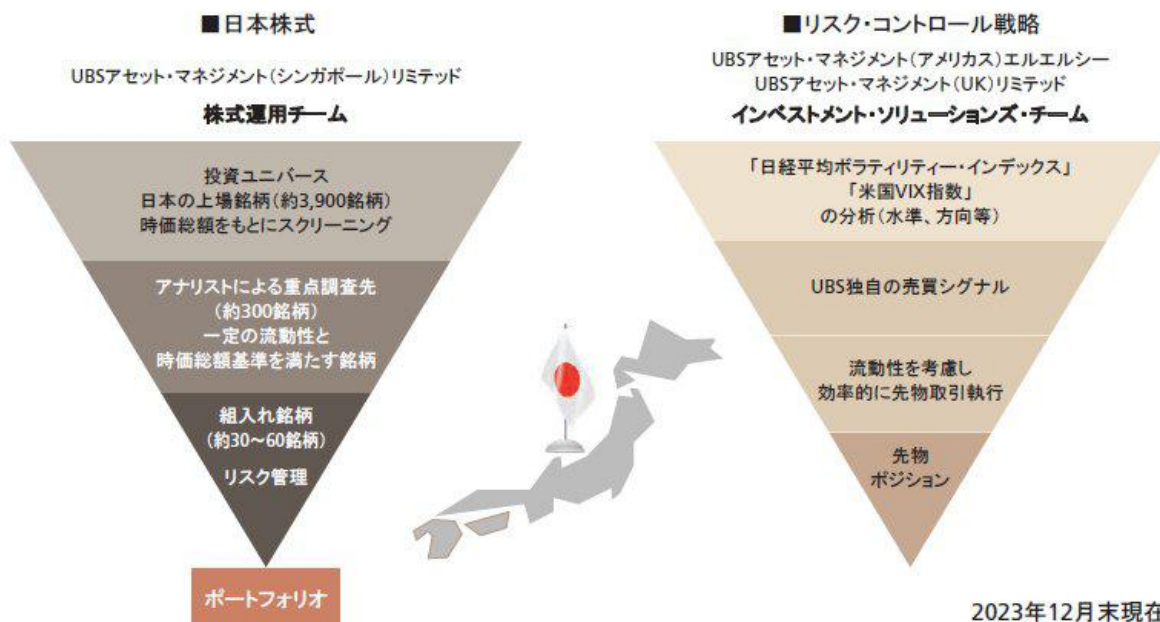 ■日本株式
UBSアセット・マネジメント(シンガポール)リミテッド
株式運用チーム
投資ユニバース
日本の上場銘柄(約3,900銘柄)
時価総額をもとにスクリーニング
アナリストによる重点調査先
(約300銘柄)
一定の流動性と
時価総額基準を満たす銘柄
組入れ銘柄
(約30～60銘柄)
リスク管理
ポートフォリオ
■リスク・コントロール戦略
UBSアセット・マネジメント(アメリカス)エルエルシー
UBSアセット・マネジメント(UK)リミテッド
インベストメント・ソリューションズ・チーム
「日経平均ボラティリティー・インデックス」
「米国VIX指数」
の分析(水準、方向等)
UBS独自の売買シグナル
流動性を考慮し
効率的に先物取引執行
先物
ポジション
2023年12月末現在